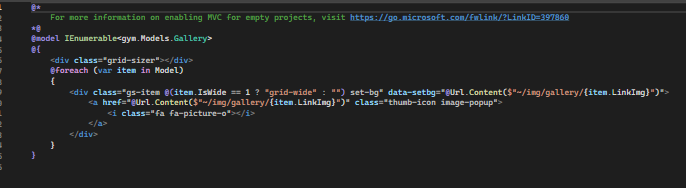 @*
For more information on enabling MVC for empty projects, visit https://go.microsoft.com/fwlink/?LinkID=397860
*@
@model IEnumerable<gym.Models.Gallery>
@{
<div class="grid-sizer"></div>
@foreach (var item in Model)
{
<div class="gs-item @(item.IsWide == 1 ? "grid-wide" : "") set-bg" data-setbg="@Url.Content($"~/img/gallery/{item.LinkImg}")">
<a href="@Url.Content($"~/img/gallery/{item.LinkImg}")" class="thumb-icon image-popup">
<i class="fa fa-picture-o"></i>
</a>
</div>
}
}